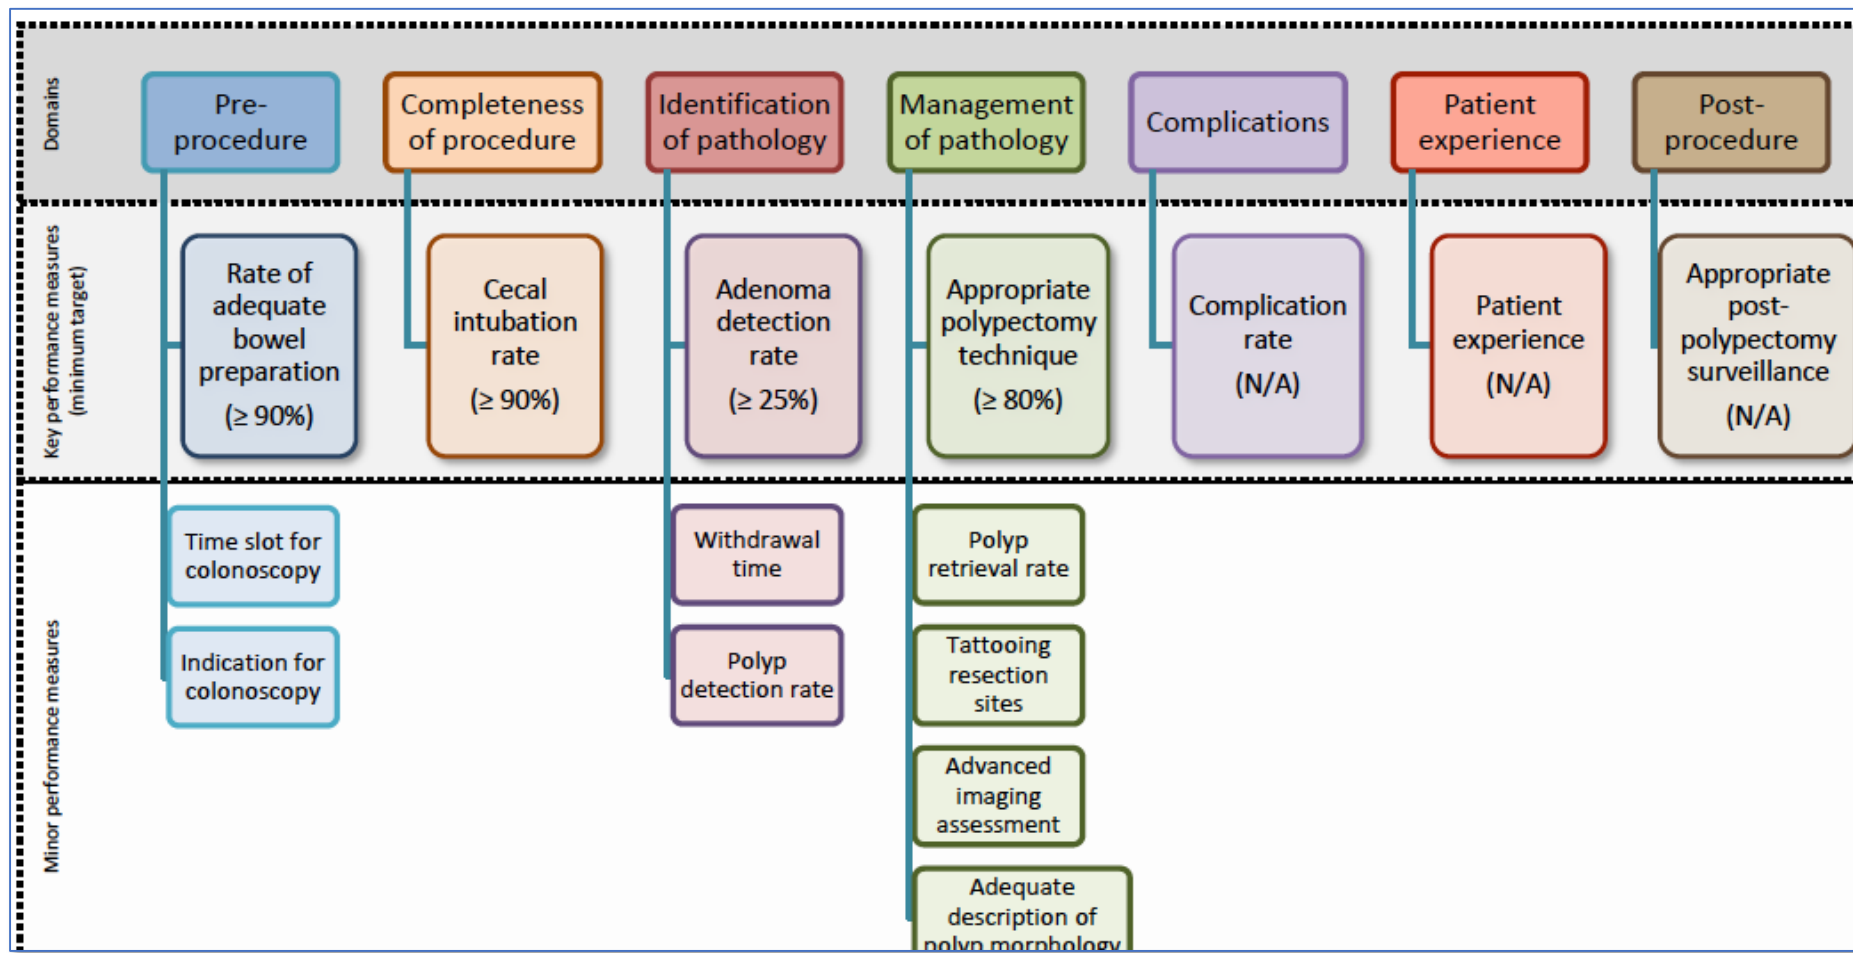 Domains
Pre-
procedure
Completeness
of procedure
Identification
of pathology
Management
of pathology
Complications
Patient
experience
Post-
procedure
Key performance measures
(minimum target)
Rate of
adequate
bowel
preparation
(≥ 90%)
Cecal
intubation
rate
(≥ 90%)
Adenoma
detection
rate
(≥ 25%)
Appropriate
polypectomy
technique
(≥ 80%)
Complication
rate
(N/A)
Patient
experience
(N/A)
Appropriate
post-
polypectomy
surveillance
(N/A)
Minor performance measures
Time slot for
colonoscopy
Indication for
colonoscopy
Withdrawal
time
Polyp
detection rate
Polyp
retrieval rate
Tattooing
resection
sites
Advanced
imaging
assessment
Adequate
description of
polyp morphology